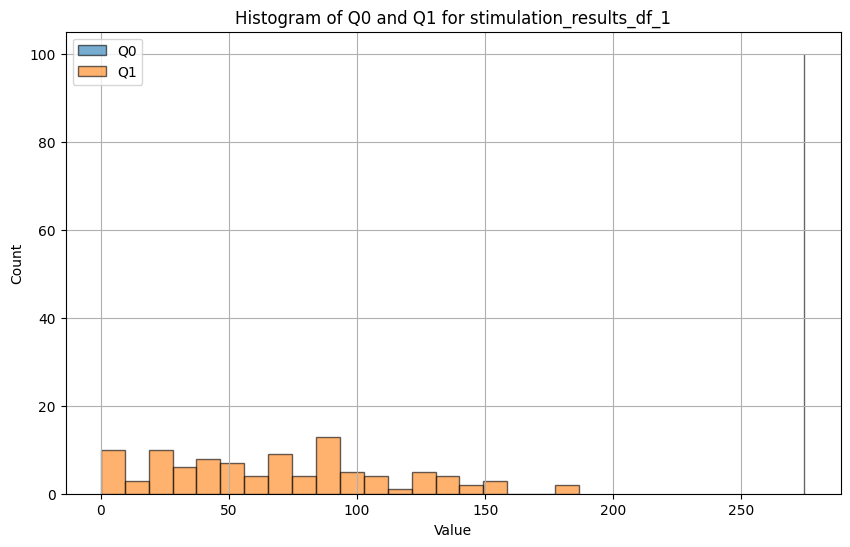 Histogram of Q0 and Q1 for stimulation_results_df_1
Q0
Q1
100
80
60
40
20
0
Count
0 50 100 150 200 250
Value